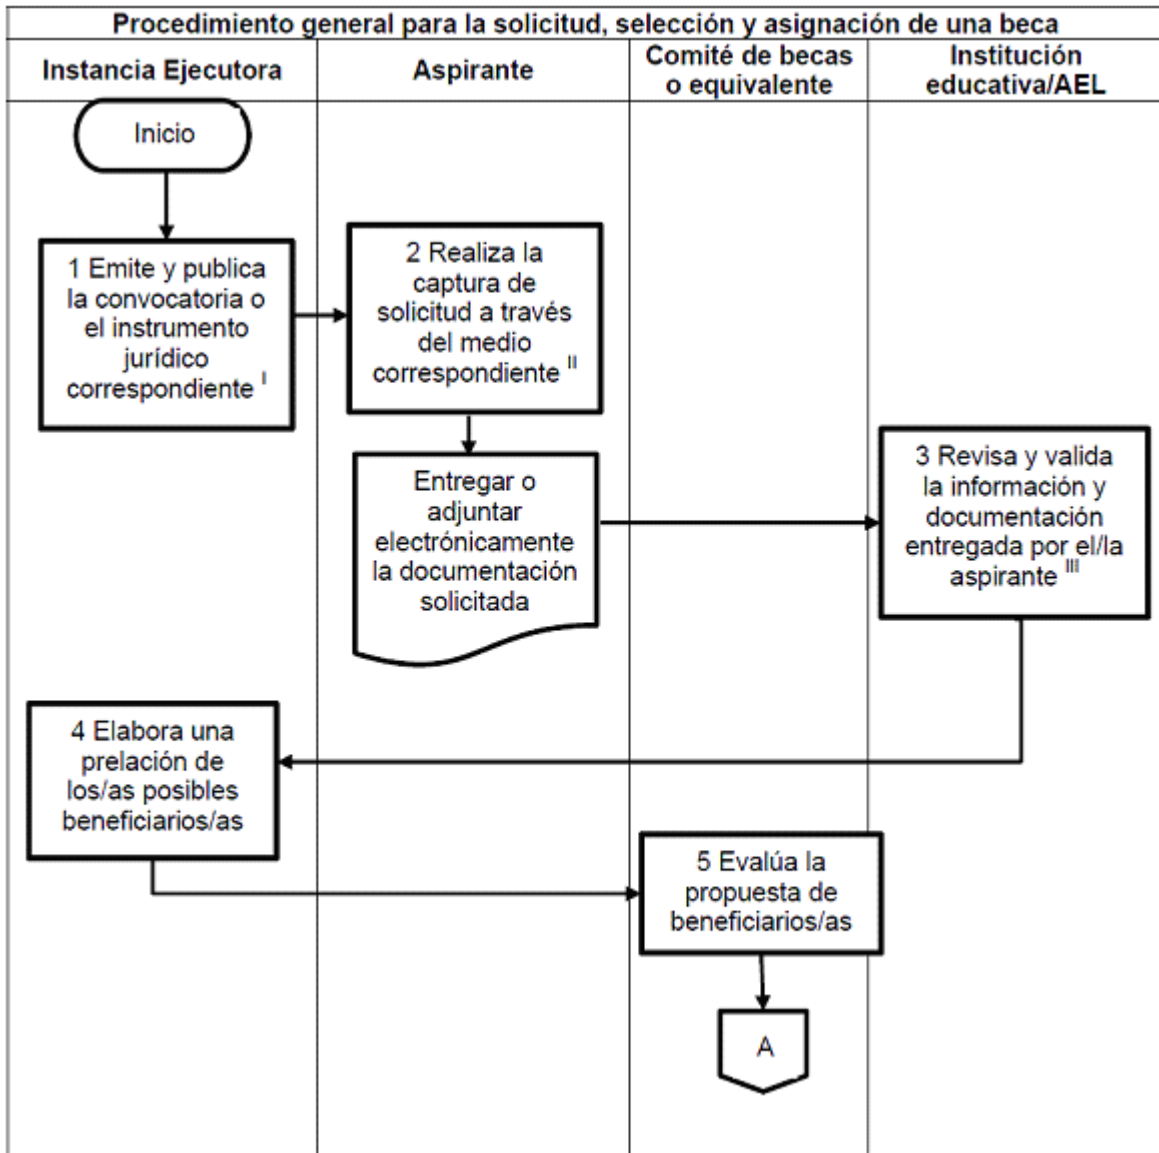 Procedimiento general para la solicitud, selección y asignación de una beca
Instancia Ejecutora
Aspirante
Comité de becas
o equivalente
Institución
educativa/AEL
Inicio
1 Emite y publica
la convocatoria o
el instrumento
jurídico
correspondiente I
2 Realiza la
captura de
solicitud a través
del medio
correspondiente II
Entregar o
adjuntar
electrónicamente
la documentación
solicitada
3 Revisa y valida
la información y
documentación
entregada por el/la
aspirante III
4 Elabora una
prelación de
los/as posibles
beneficiarios/as
5 Evalúa la
propuesta de
beneficiarios/as
A